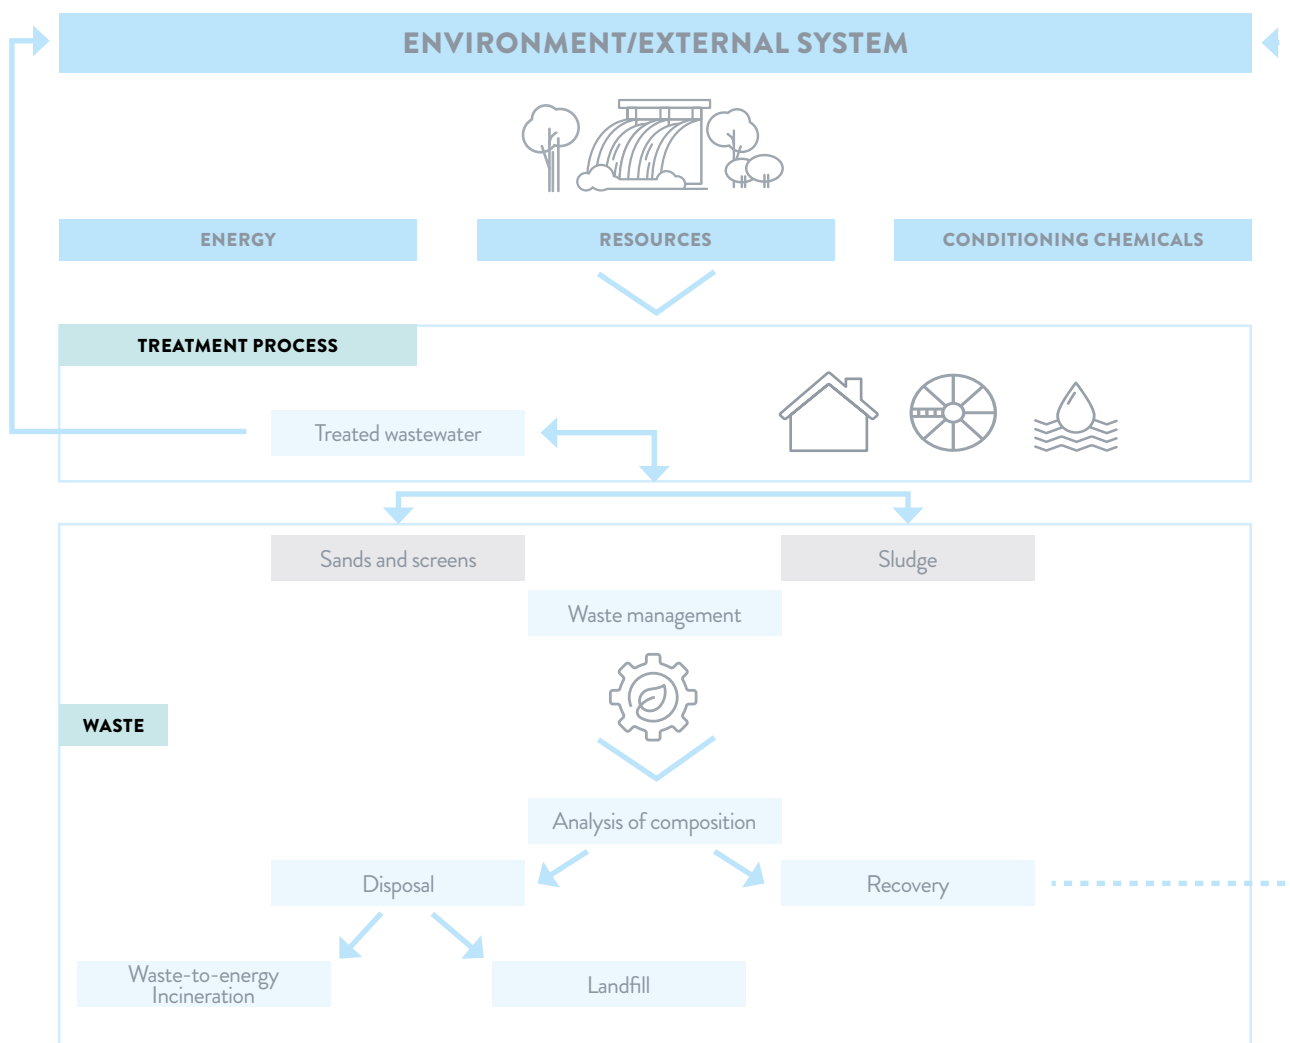 ENVIRONMENT/EXTERNAL SYSTEM
ENERGY
RESOURCES
CONDITIONING CHEMICALS
TREATMENT PROCESS
Treated wastewater
Sands and screens
Sludge
Waste management
WASTE
Analysis of composition
Disposal
Recovery
Waste-to-energy
Incineration
Landfill